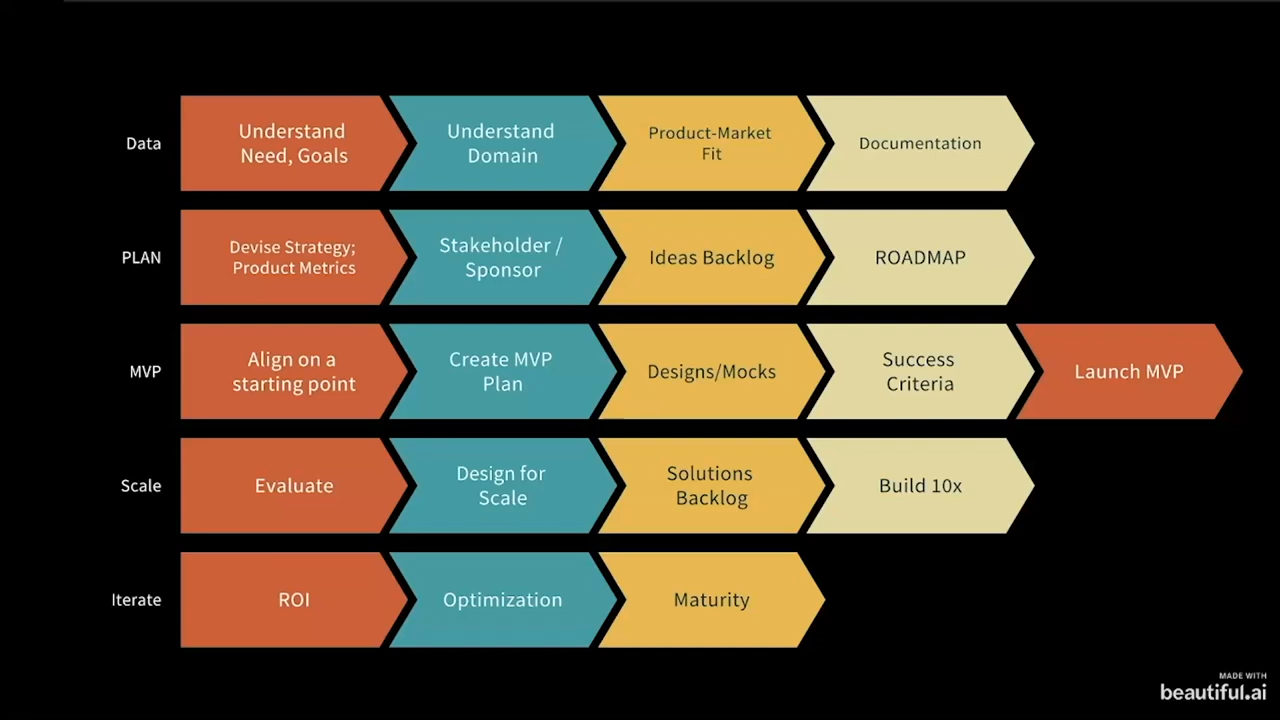 Data
Understand
Need, Goals
Understand
Domain
Product-Market
Fit
Documentation
PLAN
Devise Strategy;
Product Metrics
Stakeholder /
Sponsor
Ideas Backlog
ROADMAP
MVP
Align on a
starting point
Create MVP
Plan
Designs/Mocks
Success
Criteria
Launch MVP
Scale
Evaluate
Design for
Scale
Solutions
Backlog
Build 10x
Iterate
ROI
Optimization
Maturity
MADE WITH
beautiful.ai